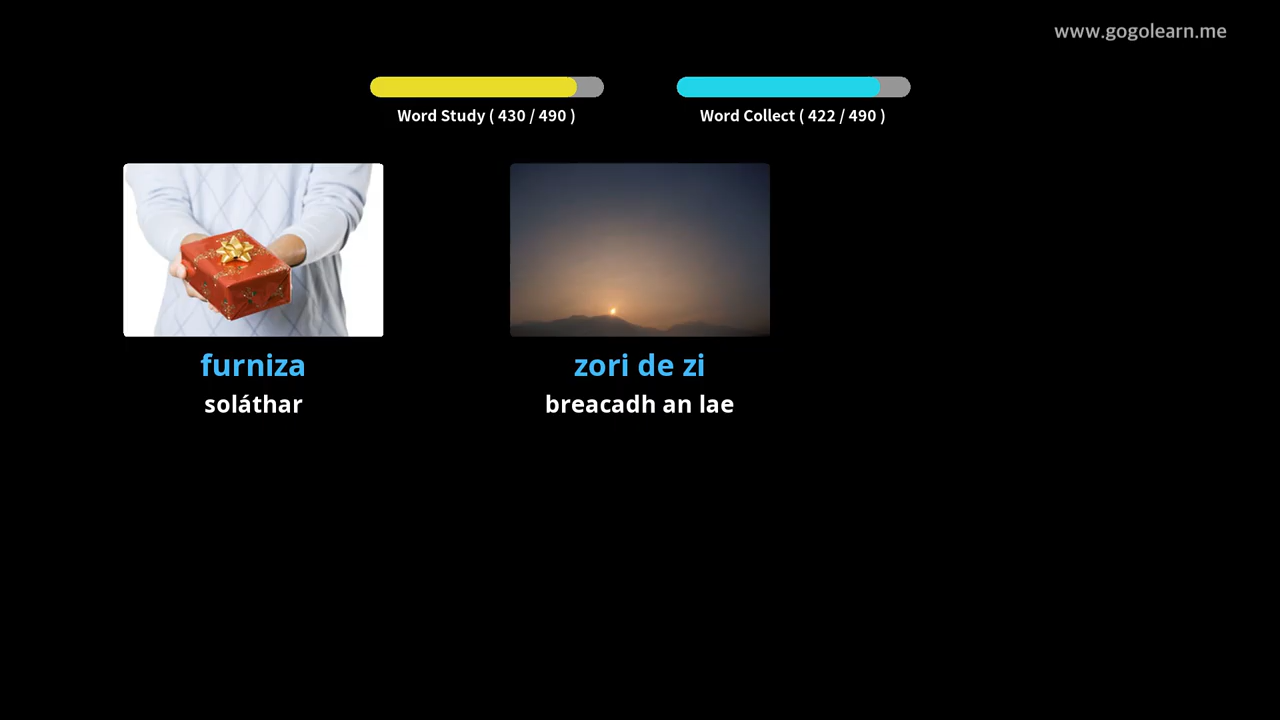 www.gogolearn.me
Word Study ( 430 / 490 )
Word Collect ( 422 / 490 )
furniza
soláthar
zori de zi
breacadh an lae